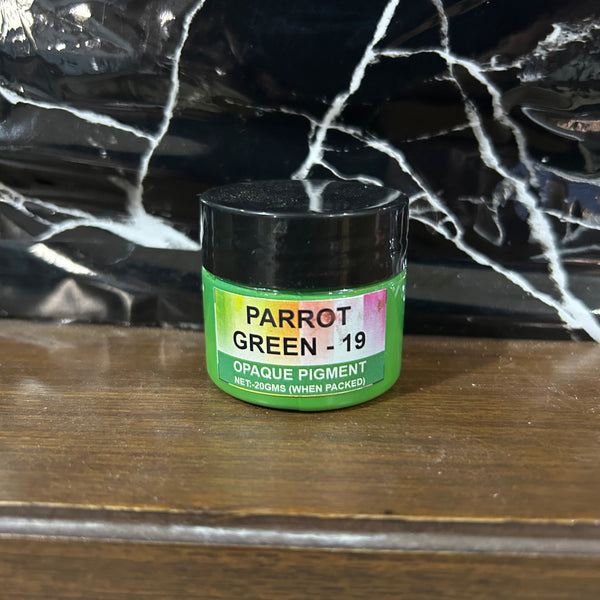 PARROT
GREEN - 19
OPAQUE PIGMENT
NET:-20GMS (WHEN PACKED)